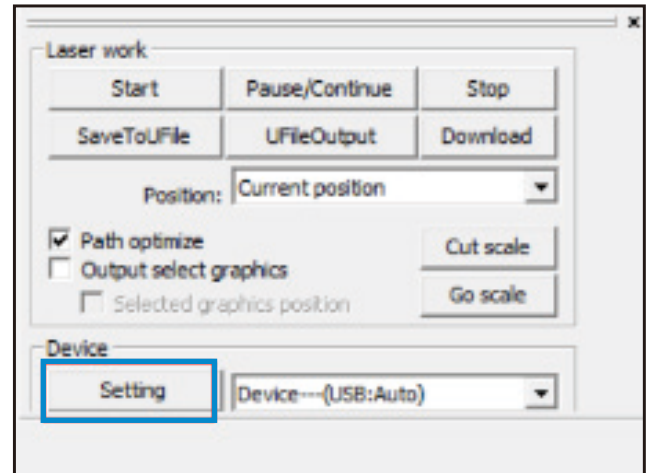 Laser work
Start Pause/Continue Stop
SaveToUFile UFileOutput Download
Position: Current position
Path optimize Cut scale
Output select graphics
Selected graphics position Go scale
Device
Setting Device---(USB:Auto)